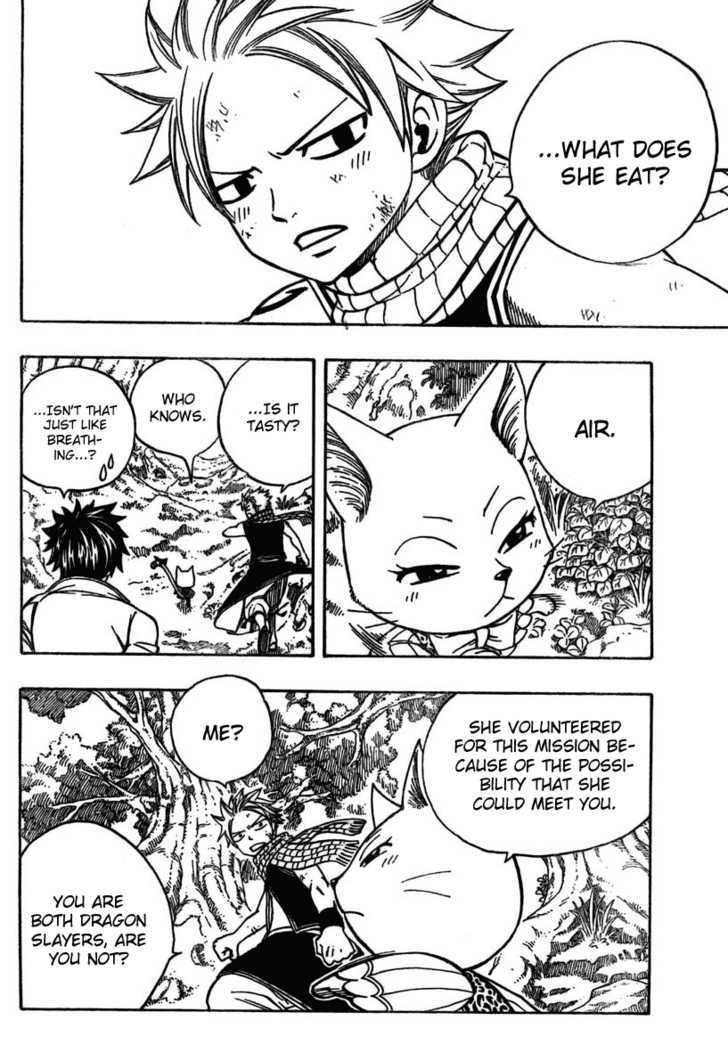 ...WHAT DOES
SHE EAT?
AIR.
...IS IT
TASTY?
WHO
KNOWS.
...ISN'T THAT
JUST LIKE
BREATH-
ING...?
SHE VOLUNTEERED
FOR THIS MISSION BE-
CAUSE OF THE POSSI-
BILITY THAT SHE
COULD MEET YOU.
ME?
YOU ARE
BOTH DRAGON
SLAYERS, ARE
YOU NOT?